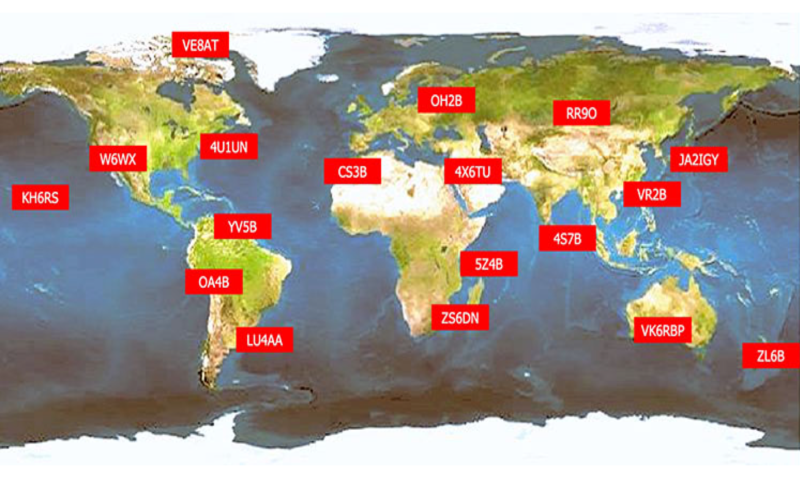 VE8AT
OH2B
RR9O
4U1UN
W6WX
JA2IGY
CS3B
4X6TU
VR2B
KH6RS
YV5B
4S7B
5Z4B
OA4B
ZS6DN
VK6RBP
LU4AA
ZL6B